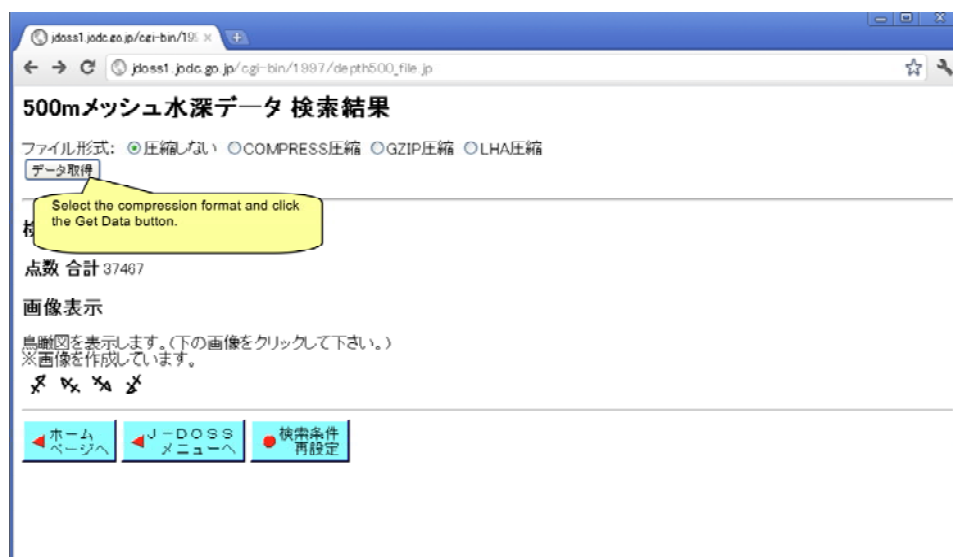 jdoss1.jodc.go.jp/cgi-bin/19
jdoss1.jodc.go.jp/cgi-bin/1997/depth500_file.jp
500mメッシュ水深データ 検索結果
ファイル形式: 圧縮しない COMPRESS圧縮 GZIP圧縮 LHA圧縮
データ取得
Select the compression format and click
the Get Data button.
点数 合計 37467
画像表示
鳥瞰図を表示します。(下の画像をクリックして下さい。)
※画像を作成しています。
ホーム
ページへ
J-DOSS
メニューへ
検索条件
再設定